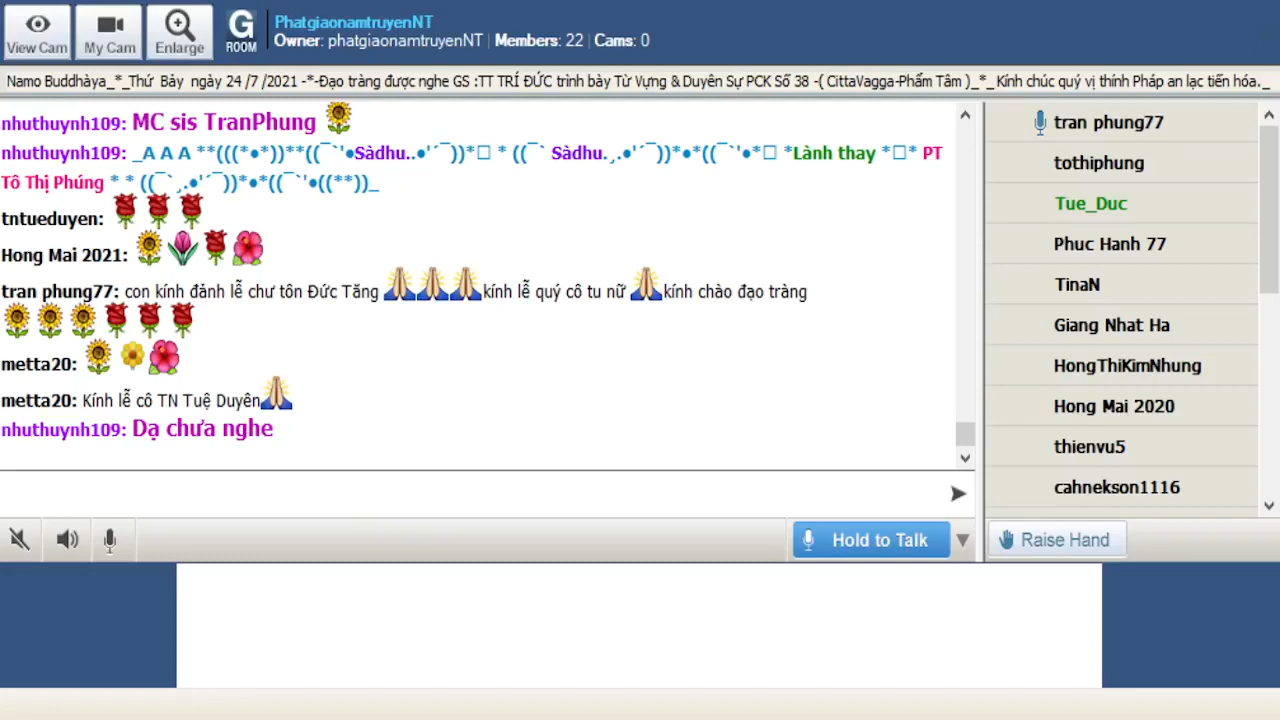 View Cam
My Cam
Enlarge
G
ROOM
PhatgiaonamtruyenNT
Owner: phatgiaonamtruyenNT | Members: 22 | Cams: 0
Namo Buddhàya_*_Thứ Bảy ngày 24 /7 /2021 -*-Đạo tràng được nghe GS :TT TRÍ ĐỨC trình bày Từ Vựng & Duyên Sự PCK Số 38 -( CittaVagga-Phẩm Tâm )_*_Kính chúc quý vị thính Pháp an lạc tiến hóa._
nhuthuynh109: MC sis TranPhung
nhuthuynh109: _A A A **(((*•*))**((¯`'•Sàdhu..•'´¯))*□ * ((¯` Sàdhu.¸.•'´¯))*•*((¯`'•*□ *Lành thay *□* PT
Tô Thị Phúng * * ((¯`¸.•'´¯))*•*((¯`'•((**))_
tntueduyen:
Hong Mai 2021:
tran phung77: con kính đảnh lễ chư tôn Đức Tăng kính lễ quý cô tu nữ kính chào đạo tràng
metta20:
metta20: Kính lễ cô TN Tuệ Duyên
nhuthuynh109: Dạ chưa nghe
Hold to Talk
tran phung77
tothiphung
Tue_Duc
Phuc Hanh 77
TinaN
Giang Nhat Ha
HongThiKimNhung
Hong Mai 2020
thienvu5
cahnekson1116
Raise Hand